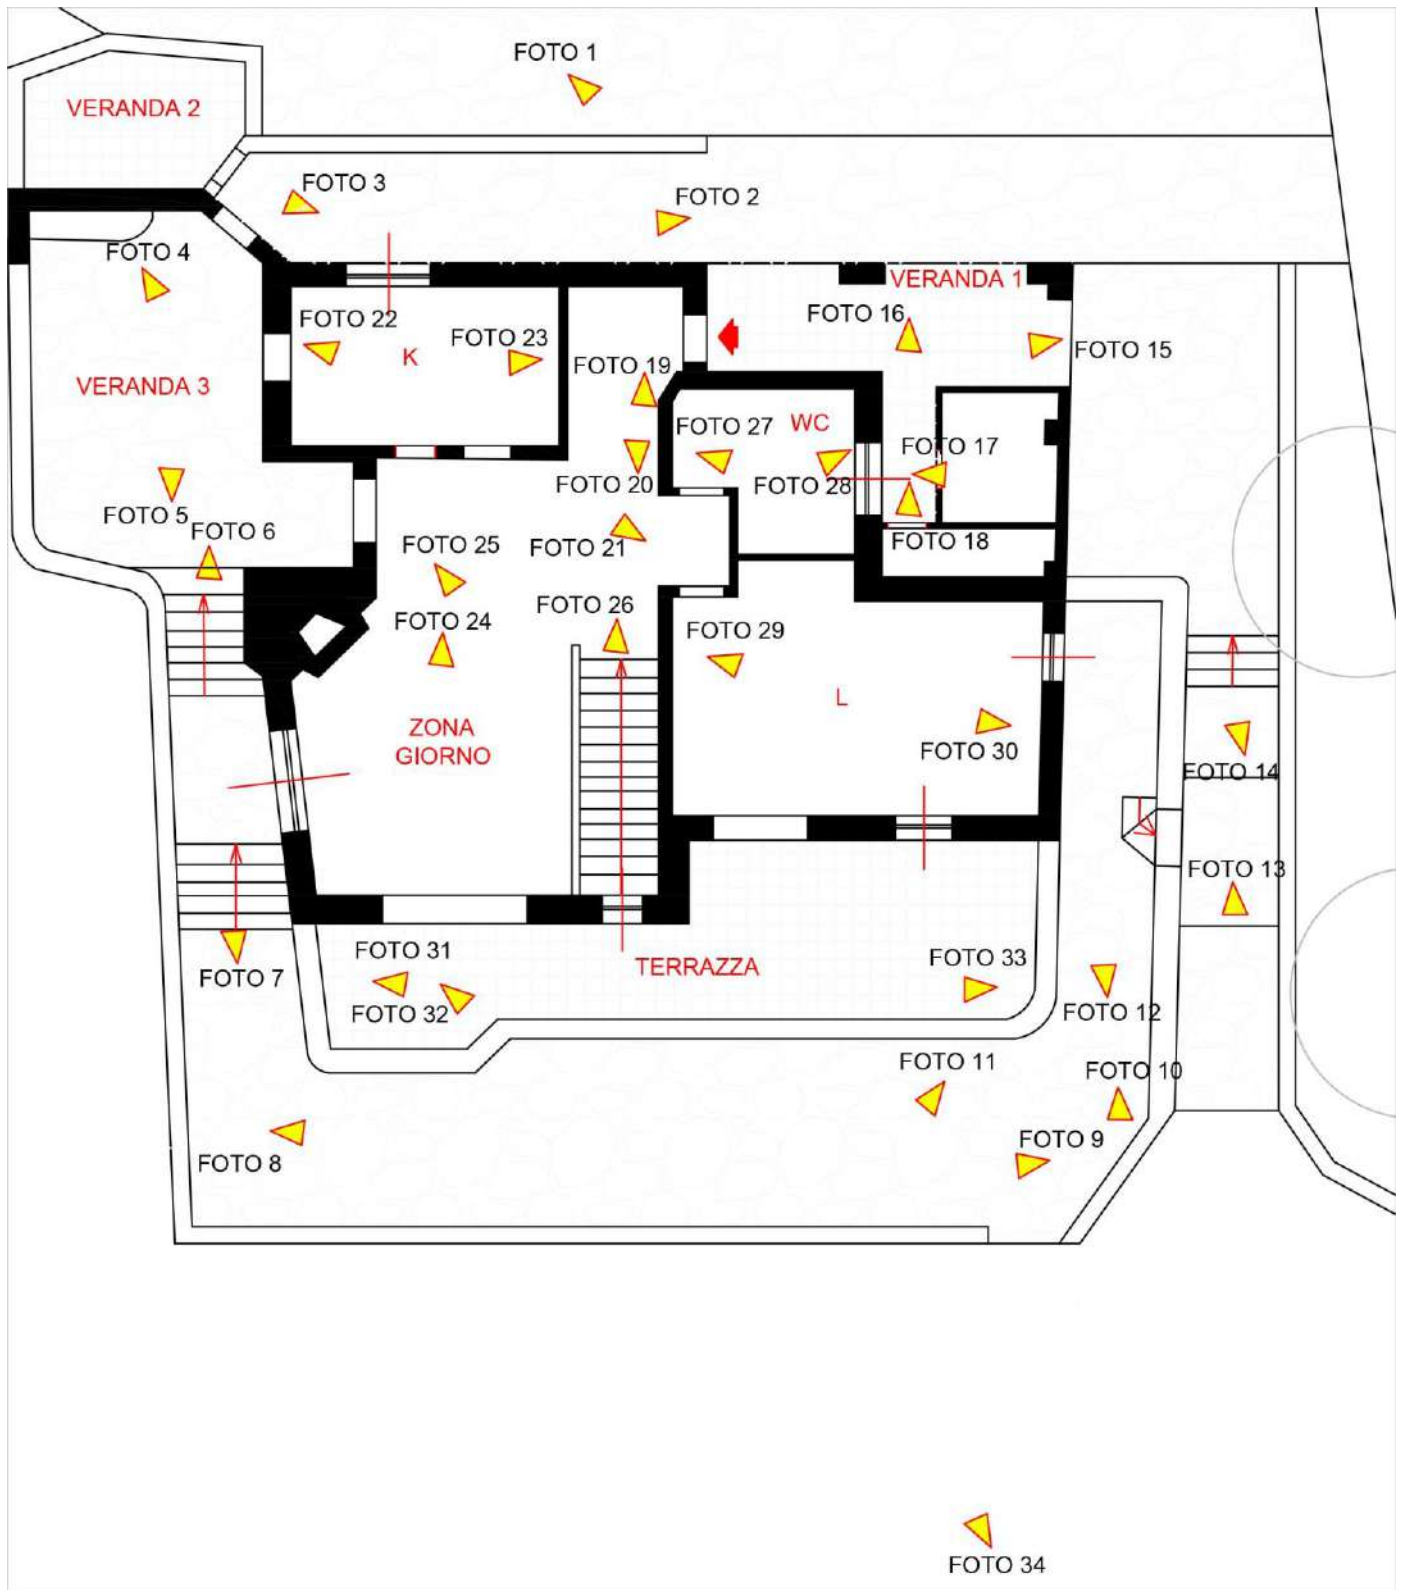 FOTO 1
VERANDA 2
FOTO 3
FOTO 2
FOTO 4
VERANDA 1
FOTO 16
FOTO 22
FOTO 23
K
FOTO 15
FOTO 19
VERANDA 3
FOTO 27
WC
FOTO 17
FOTO 20
FOTO 28
FOTO 5
FOTO 6
FOTO 25
FOTO 21
FOTO 18
FOTO 26
FOTO 24
FOTO 29
L
ZONA
GIORNO
FOTO 30
FOTO 14
FOTO 13
FOTO 31
FOTO 33
TERRAZZA
FOTO 7
FOTO 32
FOTO 12
FOTO 11
FOTO 10
FOTO 9
FOTO 8
FOTO 34